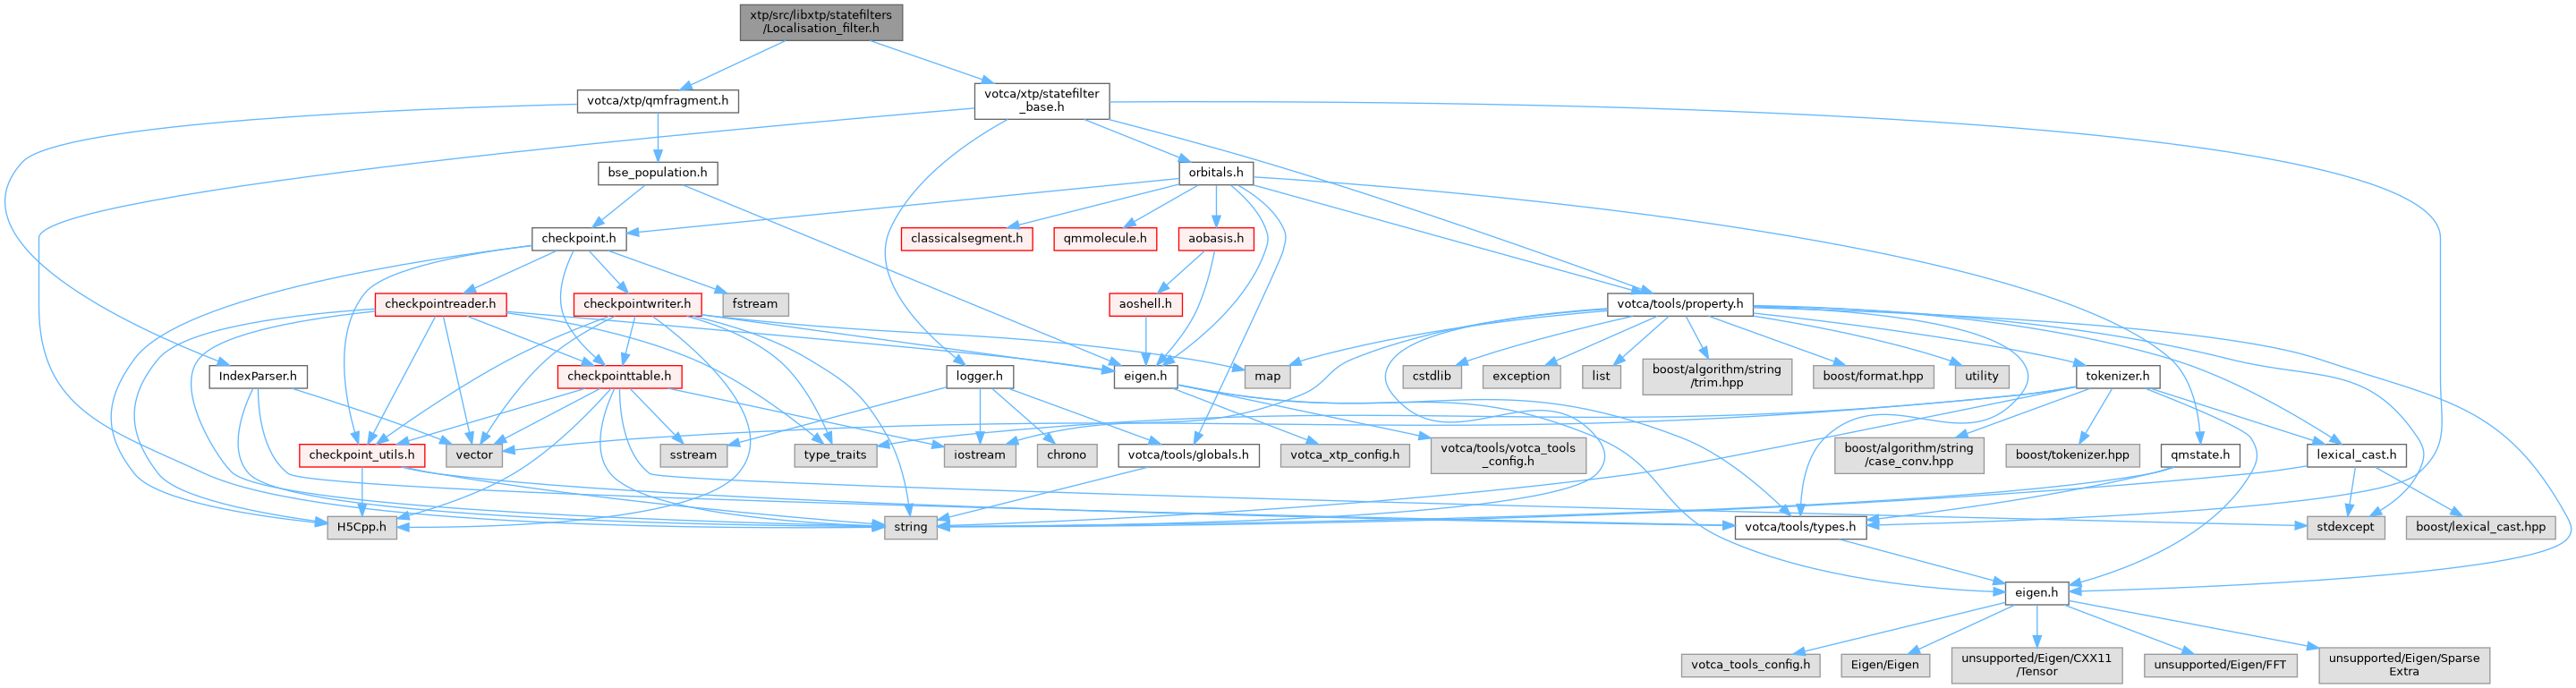 xtp/src/libxtp/statefilters
/Localisation_filter.h
votca/xtp/qmfragment.h
votca/xtp/statefilter
_base.h
bse_population.h
orbitals.h
checkpoint.h
classicalsegment.h
qmmolecule.h
aobasis.h
checkpointreader.h
checkpointwriter.h
fstream
aoshell.h
votca/tools/property.h
IndexParser.h
checkpointtable.h
logger.h
eigen.h
map
cstdlib
exception
list
boost/algorithm/string
/trim.hpp
boost/format.hpp
utility
tokenizer.h
checkpoint_utils.h
vector
sstream
type_traits
iostream
chrono
votca/tools/globals.h
votca_xtp_config.h
votca/tools/votca_tools
_config.h
boost/algorithm/string
/case_conv.hpp
boost/tokenizer.hpp
qmstate.h
lexical_cast.h
H5Cpp.h
string
votca/tools/types.h
stdexcept
boost/lexical_cast.hpp
eigen.h
votca_tools_config.h
Eigen/Eigen
unsupported/Eigen/CXX11
/Tensor
unsupported/Eigen/FFT
unsupported/Eigen/Sparse
Extra